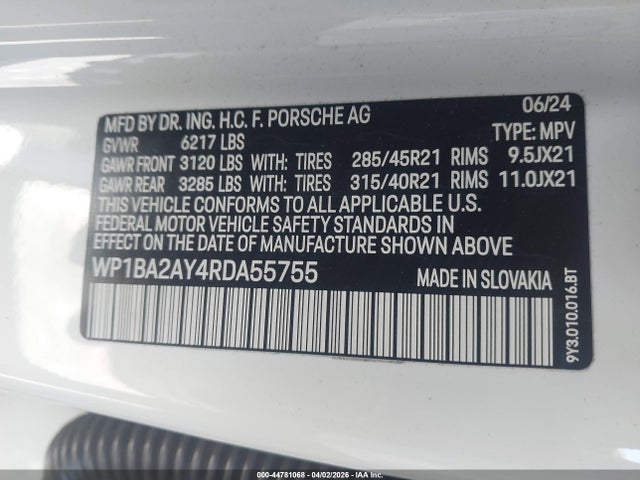 MFD BY DR. ING. H.C. F. PORSCHE AG 06/24
GVWR 6217 LBS TYPE: MPV
GAWR FRONT 3120 LBS WITH: TIRES 285/45R21 RIMS 9.5JX21
GAWR REAR 3285 LBS WITH: TIRES 315/40R21 RIMS 11.0JX21
THIS VEHICLE CONFORMS TO ALL APPLICABLE U.S.
FEDERAL MOTOR VEHICLE SAFETY STANDARDS IN
EFFECT ON THE DATE OF MANUFACTURE SHOWN ABOVE
WP1BA2AY4RDA55755 MADE IN SLOVAKIA
9Y3.010.016.BT
000-44781068 - 04/02/2026 - IAA Inc.